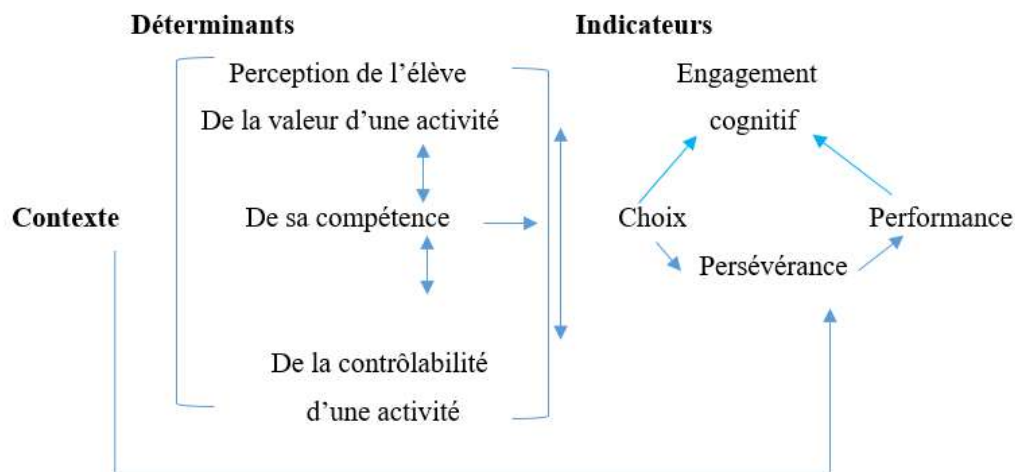 Déterminants
Indicateurs
Perception de l’élève
Engagement
De la valeur d’une activité
cognitif
Contexte
De sa compétence
Choix
Performance
Persévérance
De la contrôlabilité
d’une activité